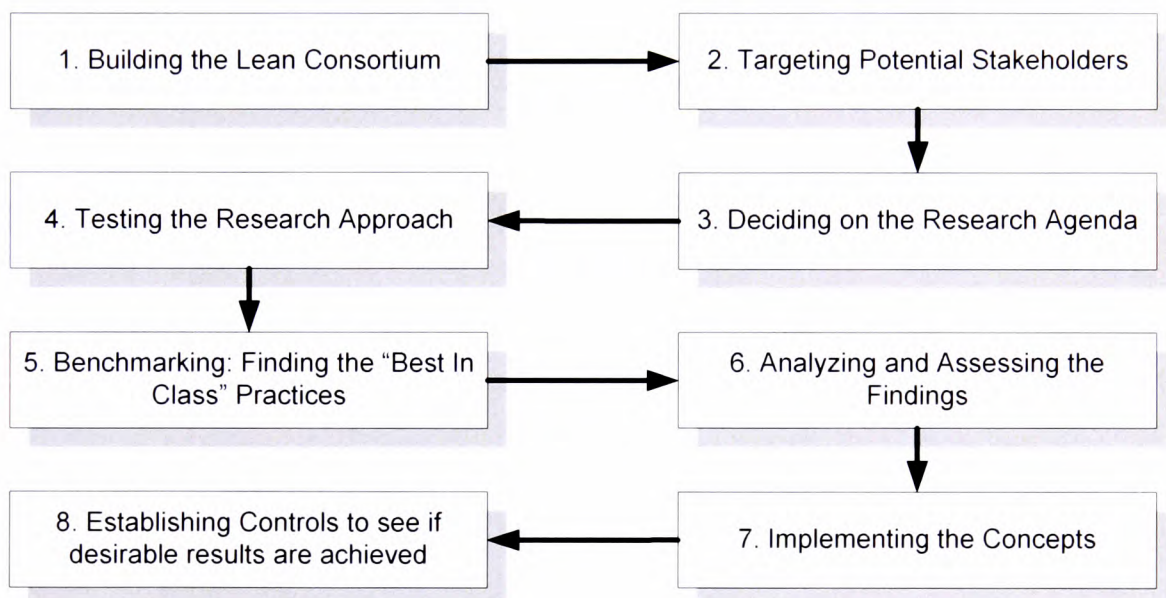 1. Building the Lean Consortium
2. Targeting Potential Stakeholders
4. Testing the Research Approach
3. Deciding on the Research Agenda
5. Benchmarking: Finding the “Best In
Class” Practices
6. Analyzing and Assessing the
Findings
8. Establishing Controls to see if
desirable results are achieved
7. Implementing the Concepts